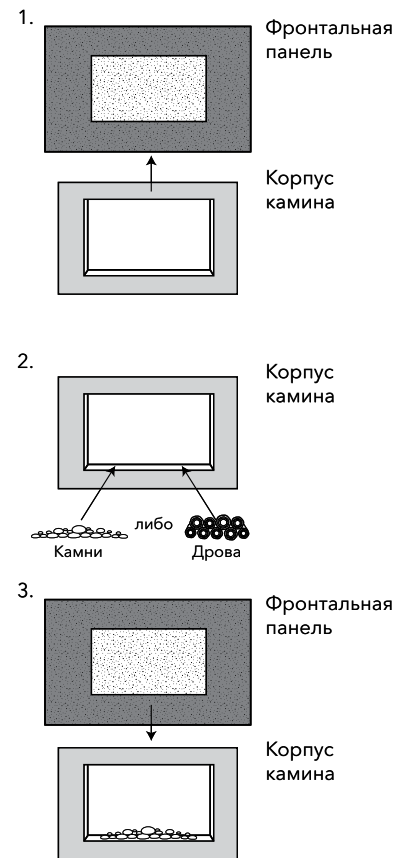 1.
Фронтальная
панель
Корпус
камина
2.
Корпус
камина
либо
Камни
Дрова
3.
Фронтальная
панель
Корпус
камина